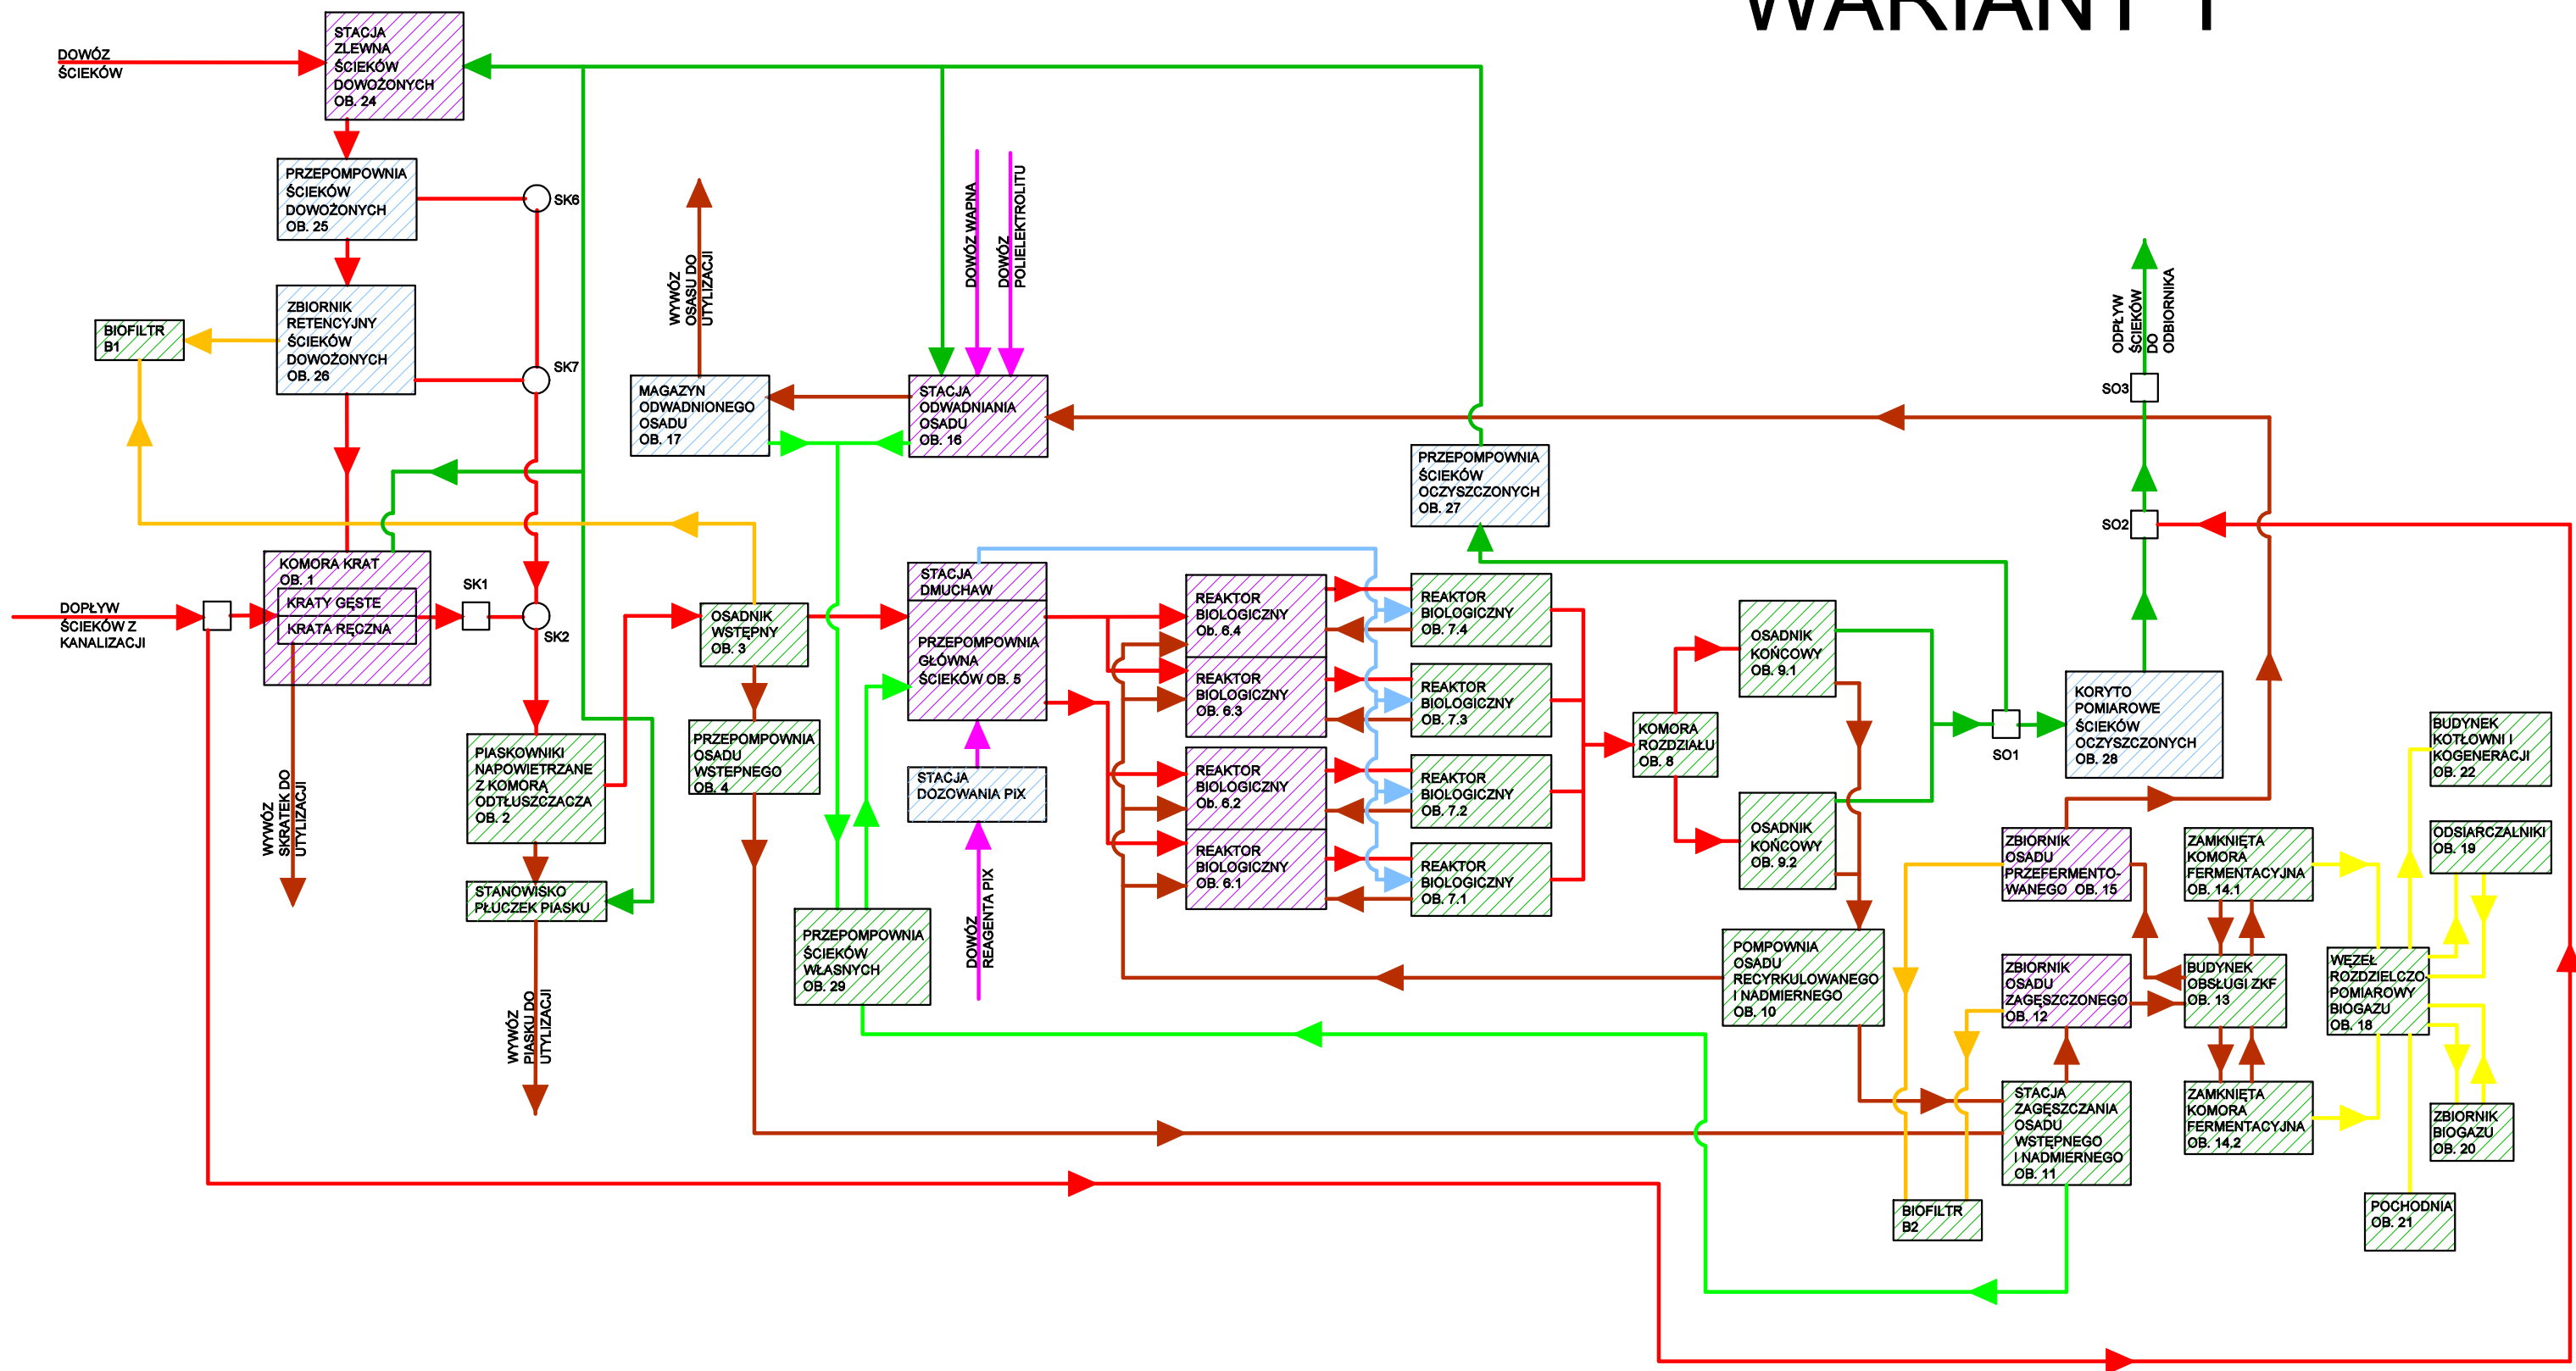 WARIANT 1
DOWÓZ
ŚCIEKÓW
STACJA
ZLEWNA
ŚCIEKÓW
DOWOŻONYCH
OB. 24
PRZEPOMPOWNIA
ŚCIEKÓW
DOWOŻONYCH
OB. 25
SK6
ZBIORNIK
RETENCYJNY
ŚCIEKÓW
DOWOŻONYCH
OB. 26
SK7
BIOFILTR
B1
WYWÓZ
OSASU DO
UTYLIZACJI
DOWÓZ WAPNA
DOWÓZ
POLIELEKTROLITU
MAGAZYN
ODWADNIONEGO
OSADU
OB. 17
STACJA
ODWADNIANIA
OSADU
OB. 16
PRZEPOMPOWNIA
ŚCIEKÓW
OCZYSZCZONYCH
OB. 27
ODPŁYW
ŚCIEKÓW
DO
ODBIORNIKA
SO3
SO2
DOPŁYW
ŚCIEKÓW Z
KANALIZACJI
KOMORA KRAT
OB. 1
KRATY GĘSTE
KRATA RĘCZNA
SK1
SK2
WYWÓZ
SKRATEK DO
UTYLIZACJI
PIASKOWNIKI
NAPOWIETRZANE
Z KOMORĄ
ODTŁUSZCZACZA
OB. 2
STANOWISKO
PŁUCZEK PIASKU
WYWÓZ
PIASKU DO
UTYLIZACJI
OSADNIK
WSTĘPNY
OB. 3
PRZEPOMPOWNIA
OSADU
WSTEPNEGO
OB. 4
STACJA
DMUCHAW
PRZEPOMPOWNIA
GŁÓWNA
ŚCIEKÓW OB. 5
STACJA
DOZOWANIA PIX
DOWÓZ
REAGENTA PIX
PRZEPOMPOWNIA
ŚCIEKÓW
WŁASNYCH
OB. 29
REAKTOR
BIOLOGICZNY
Ob. 6.4
REAKTOR
BIOLOGICZNY
OB. 6.3
REAKTOR
BIOLOGICZNY
Ob. 6.2
REAKTOR
BIOLOGICZNY
OB. 6.1
REAKTOR
BIOLOGICZNY
OB. 7.4
REAKTOR
BIOLOGICZNY
OB. 7.3
REAKTOR
BIOLOGICZNY
OB. 7.2
REAKTOR
BIOLOGICZNY
OB. 7.1
KOMORA
ROZDZIAŁU
OB. 8
OSADNIK
KOŃCOWY
OB. 9.1
OSADNIK
KOŃCOWY
OB. 9.2
POMPOWNIA
OSADU
RECYRKULOWANEGO
I NADMIERNEGO
OB. 10
SO1
KORYTO
POMIAROWE
ŚCIEKÓW
OCZYSZCZONYCH
OB. 28
ZBIORNIK
OSADU
PRZEFERMENTO-
WANEGO OB. 15
ZBIORNIK
OSADU
ZAGĘSZCZONEGO
OB. 12
STACJA
ZAGĘSZCZANIA
OSADU
WSTĘPNEGO
I NADMIERNEGO
OB. 11
BIOFILTR
B2
ZAMKNIĘTA
KOMORA
FERMENTACYJNA
OB. 14.1
BUDYNEK
OBSŁUGI ZKF
OB. 13
ZAMKNIĘTA
KOMORA
FERMENTACYJNA
OB. 14.2
WĘZEŁ
ROZDZIELCZO-
POMIAROWY
BIOGAZU
OB. 18
BUDYNEK
KOTŁOWNI I
KOGENERACJI
OB. 22
ODSIARCZALNIKI
OB. 19
ZBIORNIK
BIOGAZU
OB. 20
POCHODNIA
OB. 21